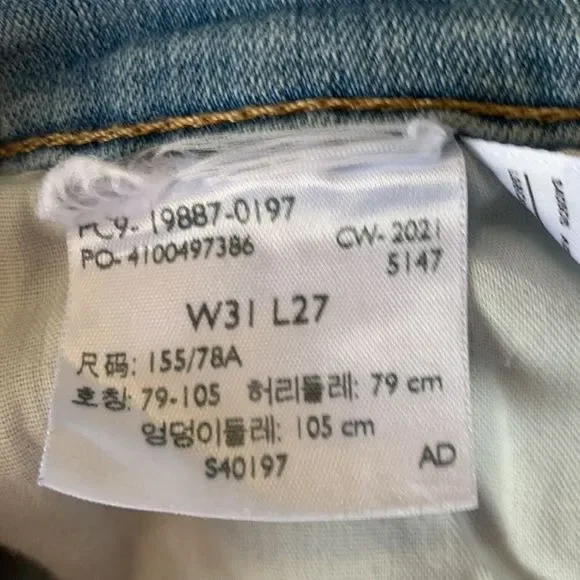 PC9- 19887-0197
PO- 4100497386 CW- 2021
5147
W31 L27
尺码: 155/78A
호칭: 79-105 허리둘레: 79 cm
엉덩이둘레: 105 cm
S40197 AD